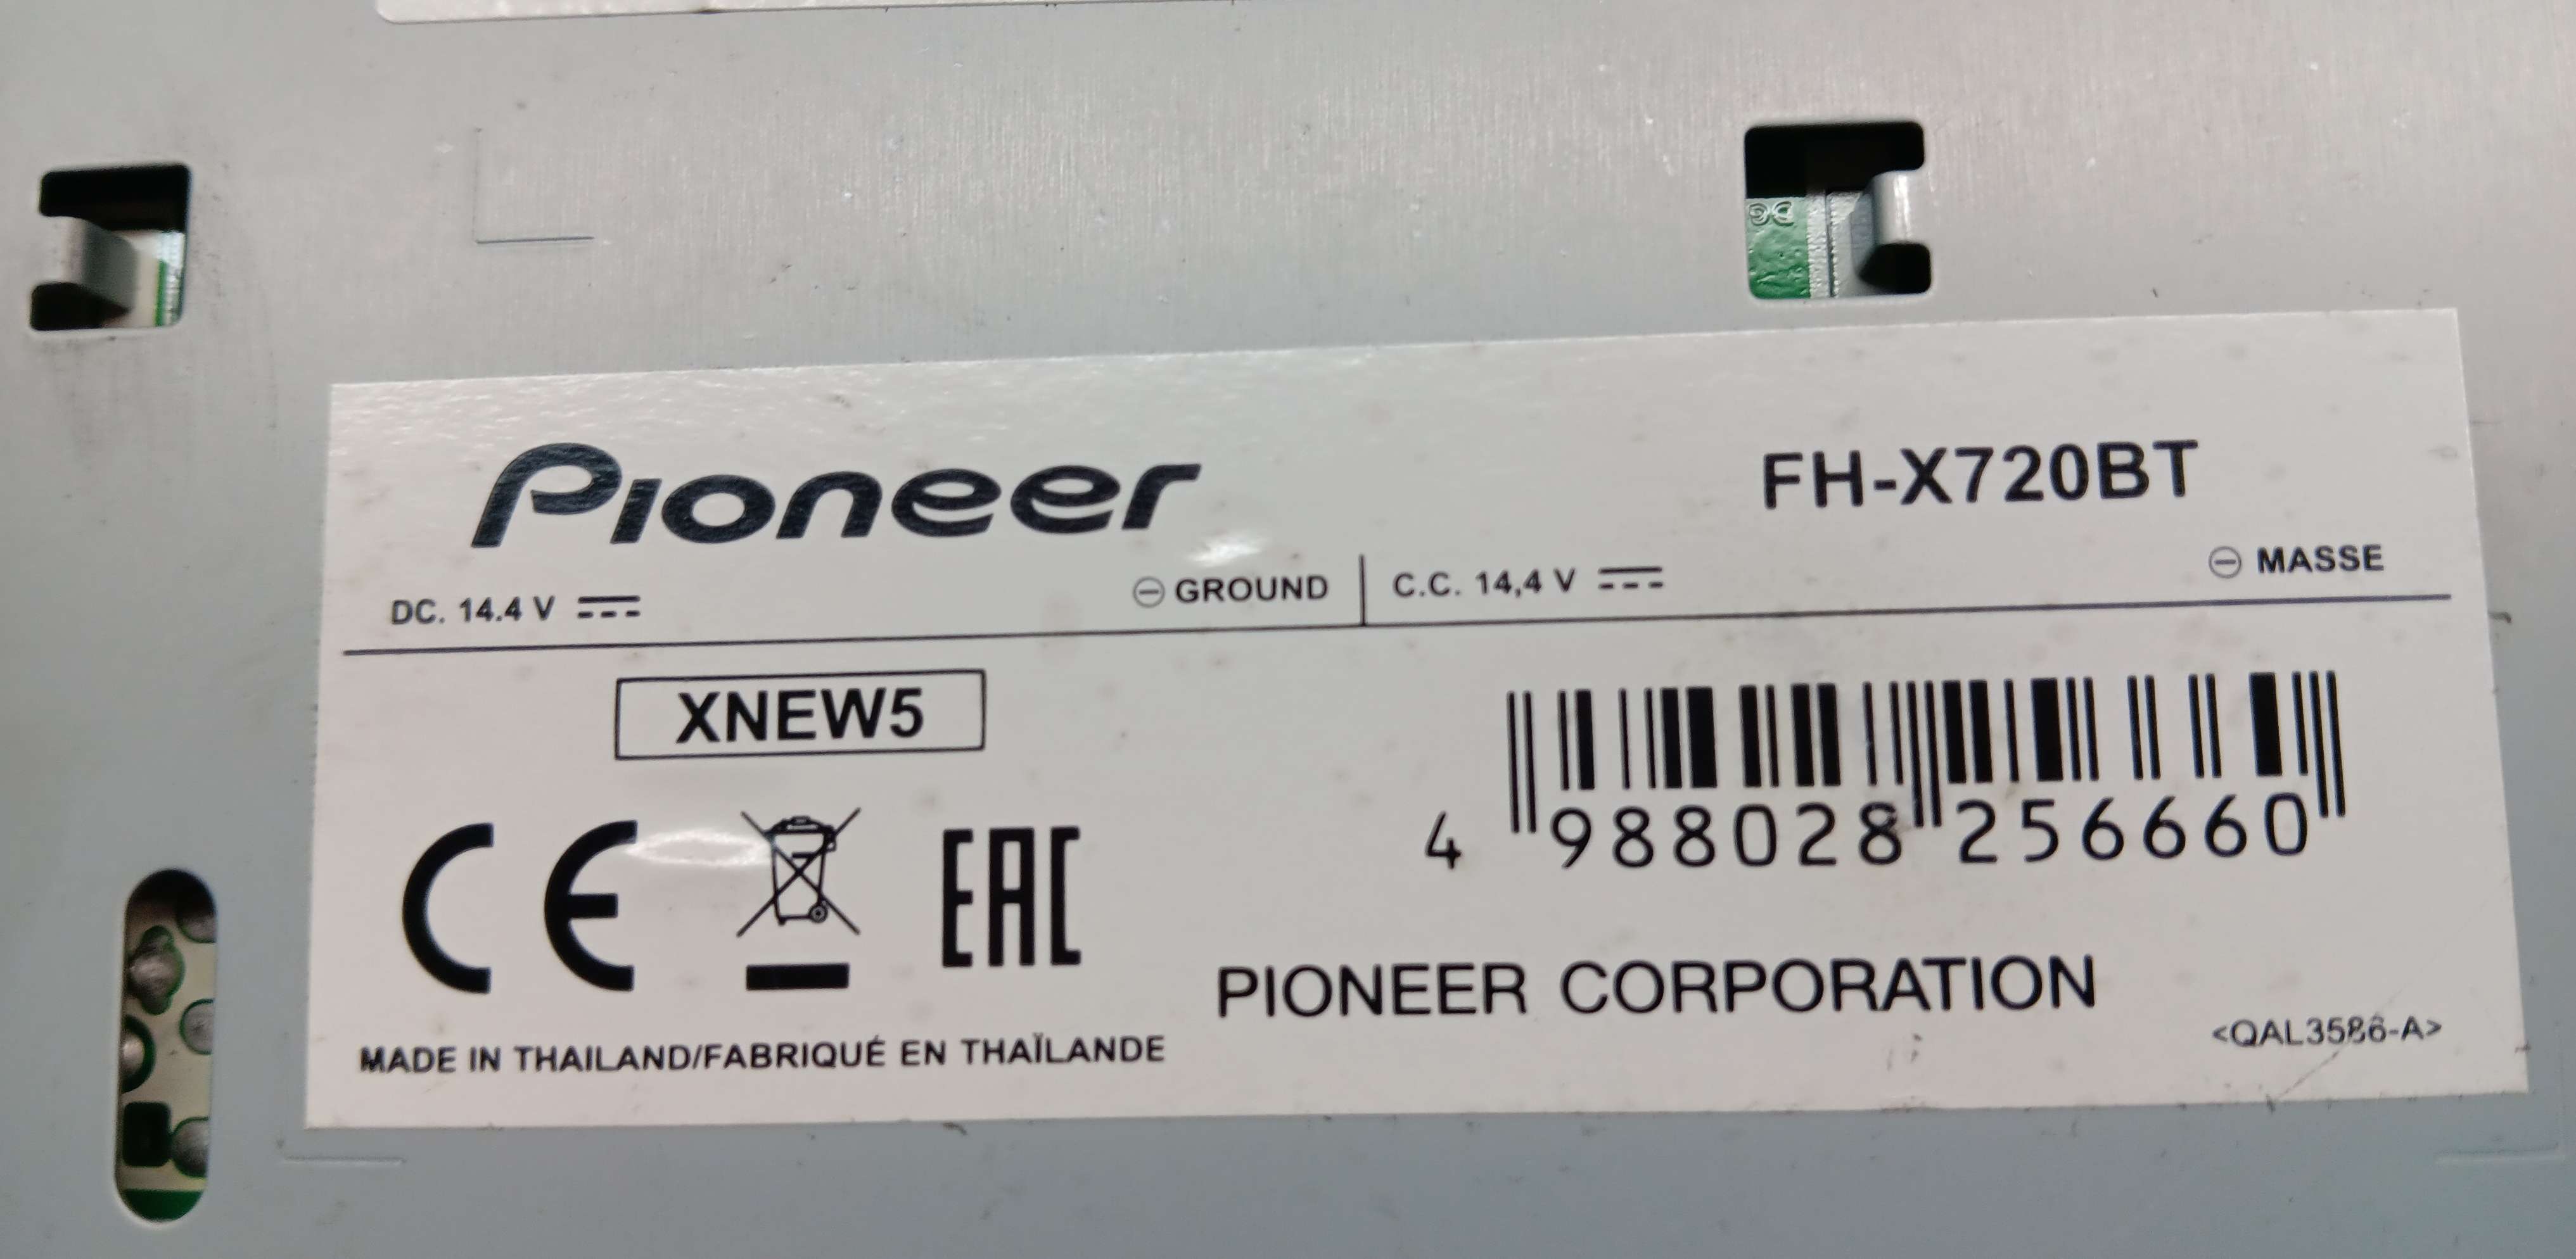 Pioneer
FH-X720BT
DC. 14.4 V
GROUND
C.C. 14,4 V
MASSE
XNEW5
4 988028 256660
CE
EAC
PIONEER CORPORATION
MADE IN THAILAND/FABRIQUÉ EN THAÏLANDE
<QAL3586-A>